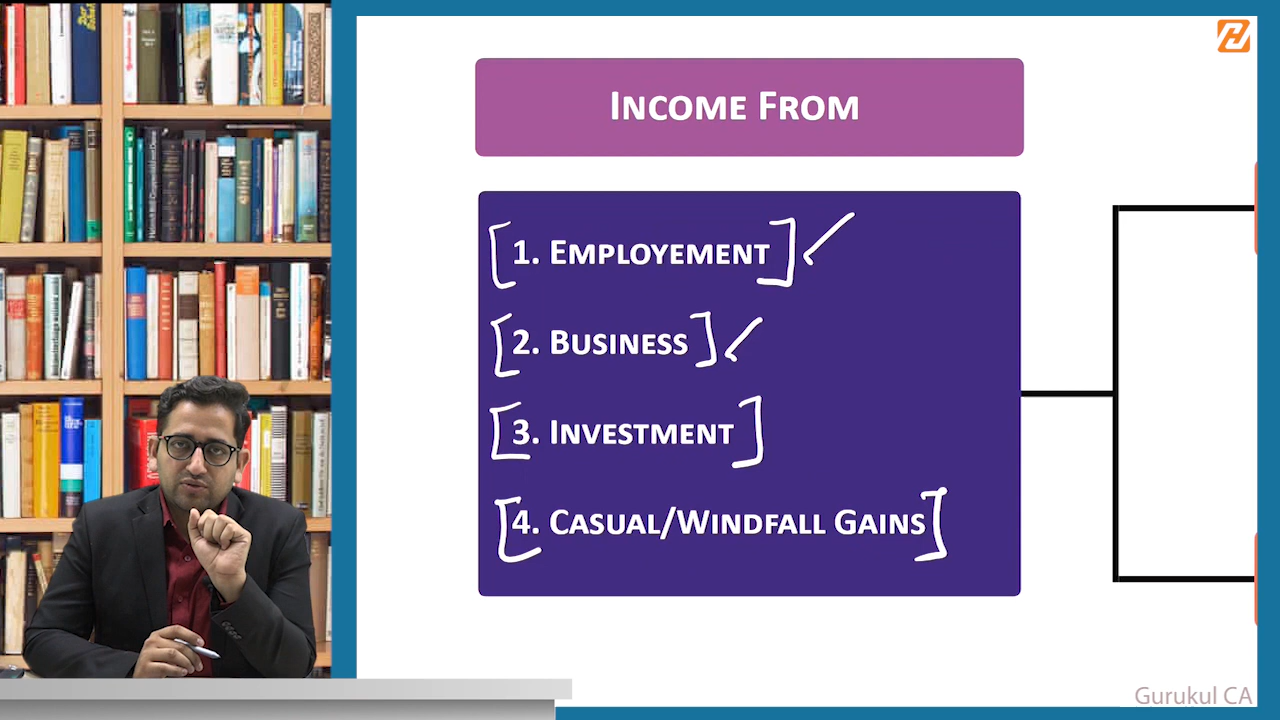 INCOME FROM
1. EMPLOYEMENT
2. BUSINESS
3. INVESTMENT
4. CASUAL/WINDFALL GAINS
Gurukul CA